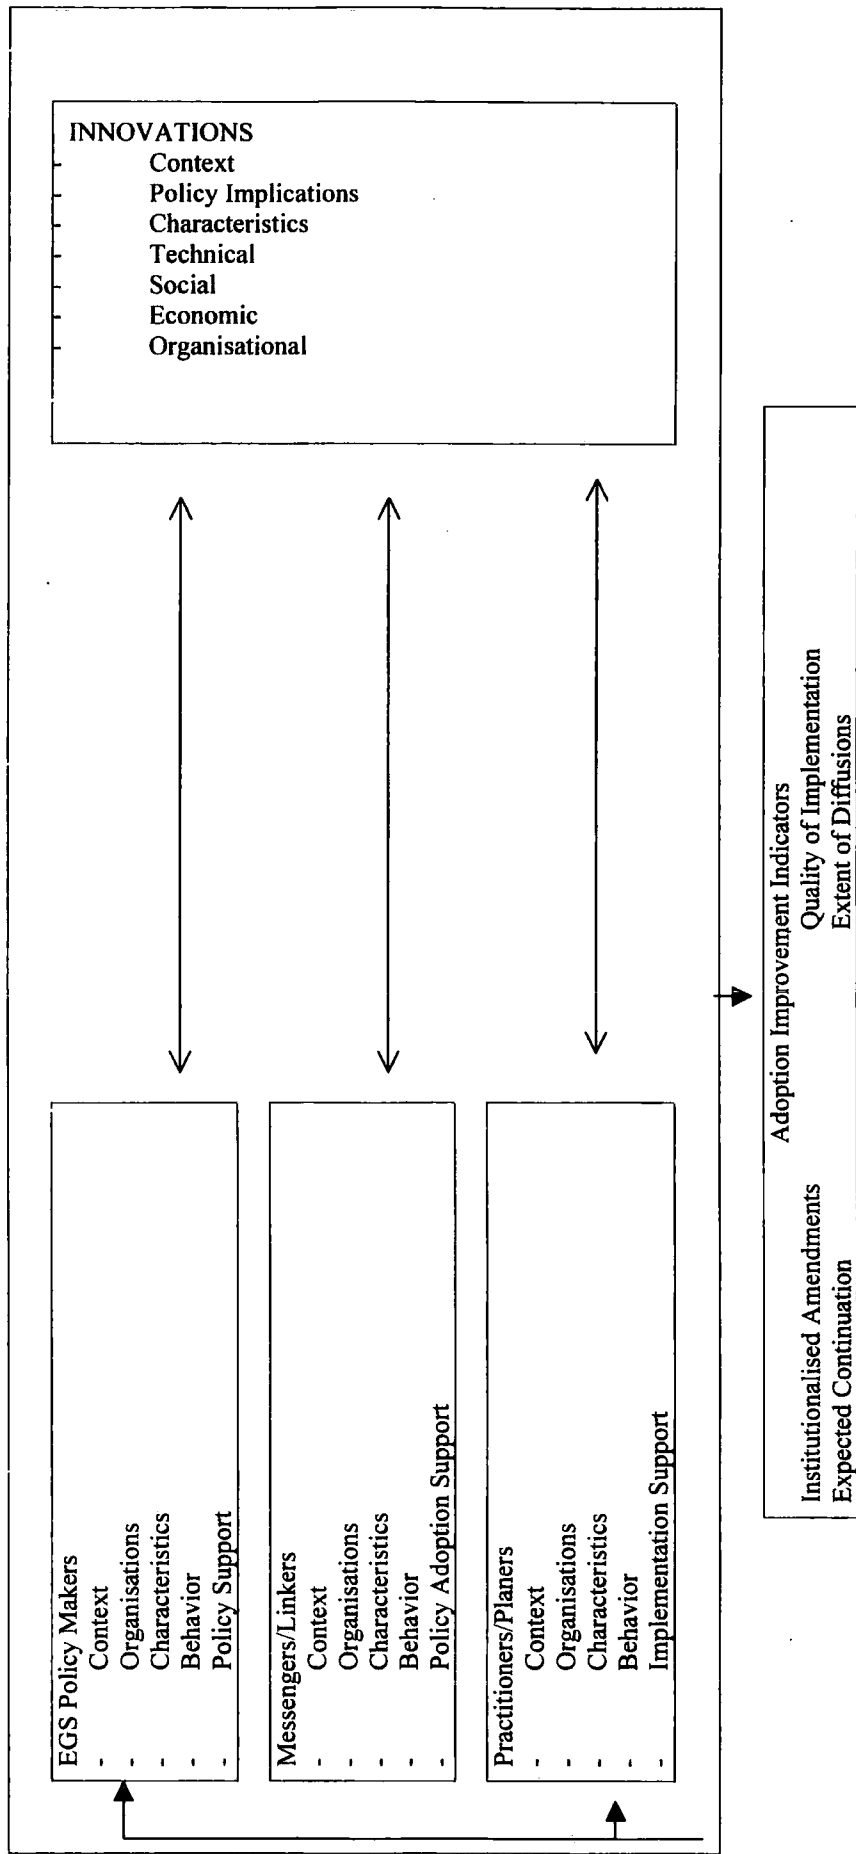 EGS Policy Makers
- Context
- Organisations
- Characteristics
- Behavior
- Policy Support
Messengers/Linkers
- Context
- Organisations
- Characteristics
- Behavior
- Policy Adoption Support
Practitioners/Planers
- Context
- Organisations
- Characteristics
- Behavior
- Implementation Support
INNOVATIONS
- Context
- Policy Implications
- Characteristics
- Technical
- Social
- Economic
- Organisational
Adoption Improvement Indicators
Institutionalised Amendments
Quality of Implementation
Expected Continuation
Extent of Diffusions